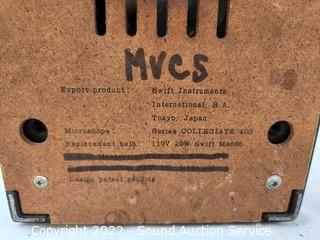 MVCS
Export product: Swift Instruments
International, S.A.
Tokyo, Japan
Microscope: Series COLLEGIATE 400
Replacement bulb: 110V 20W Swift MA686
Design patent pending
Copyright 2022 - Sound Auction Service